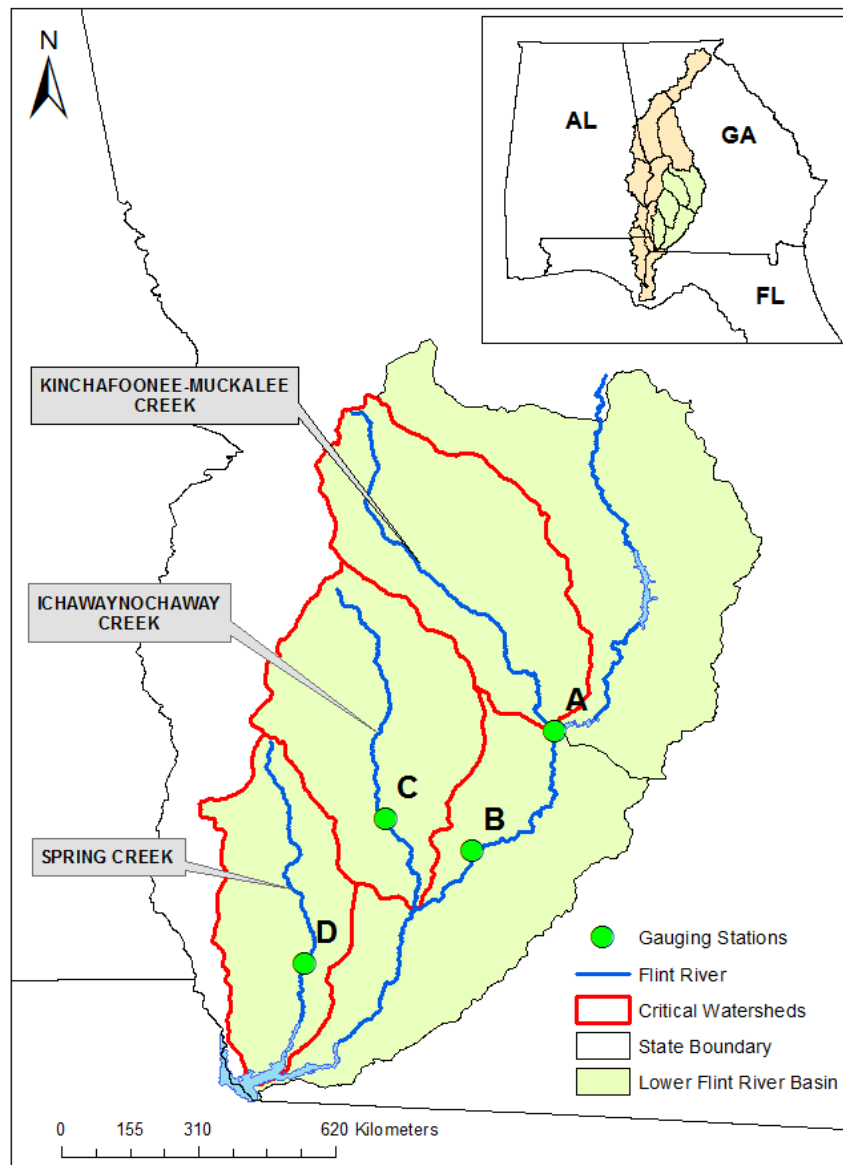 N
AL
GA
FL
KINCHAFOONEE-MUCKALEE
CREEK
ICHAWAYNOCHAWAY
CREEK
A
C
B
SPRING CREEK
D
Gauging Stations
Flint River
Critical Watersheds
State Boundary
Lower Flint River Basin
0 155 310 620 Kilometers